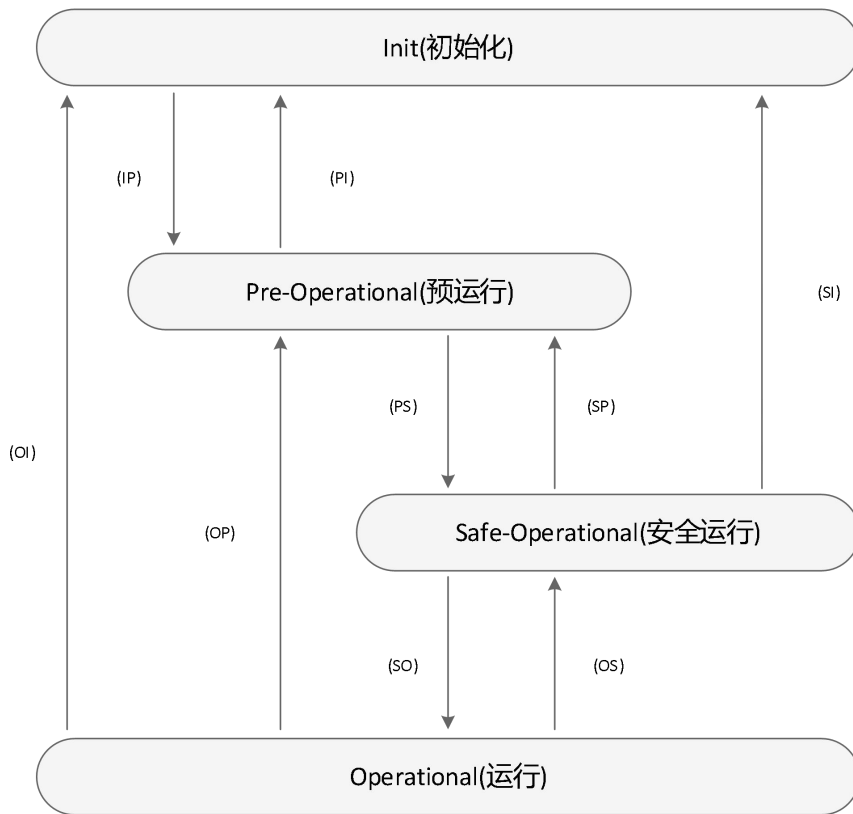 Init(初始化)
(IP)
(PI)
Pre-Operational(预运行)
(SI)
(PS)
(SP)
(OI)
(OP)
Safe-Operational(安全运行)
(SO)
(OS)
Operational(运行)